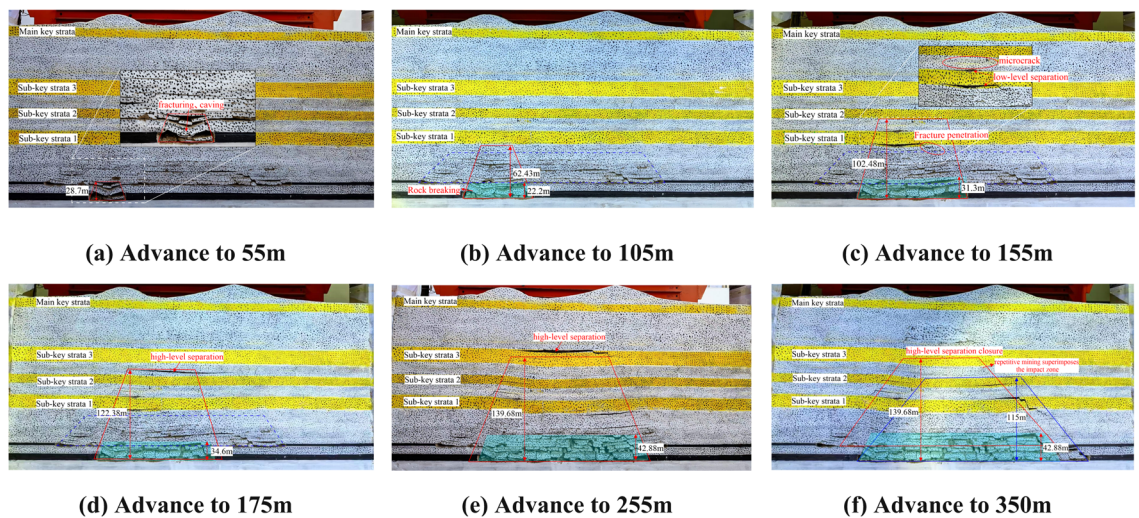 Main key strata
Sub-key strata 3
Sub-key strata 2
Sub-key strata 1
fracturing、caving
28.7m
(a) Advance to 55m
Main key strata
Sub-key strata 3
Sub-key strata 2
Sub-key strata 1
62.43m
Rock breaking
22.2m
(b) Advance to 105m
Main key strata
microcrack
low-level separation
Sub-key strata 3
Sub-key strata 2
Sub-key strata 1
Fracture penetration
102.48m
31.3m
(c) Advance to 155m
Main key strata
Sub-key strata 3
high-level separation
Sub-key strata 2
Sub-key strata 1
122.38m
34.6m
(d) Advance to 175m
Main key strata
high-level separation
Sub-key strata 3
Sub-key strata 2
Sub-key strata 1
139.68m
42.88m
(e) Advance to 255m
Main key strata
Sub-key strata 3
high-level separation closure
repetitive mining superimposes
the impact zone
Sub-key strata 2
Sub-key strata 1
139.68m
115m
42.88m
(f) Advance to 350m